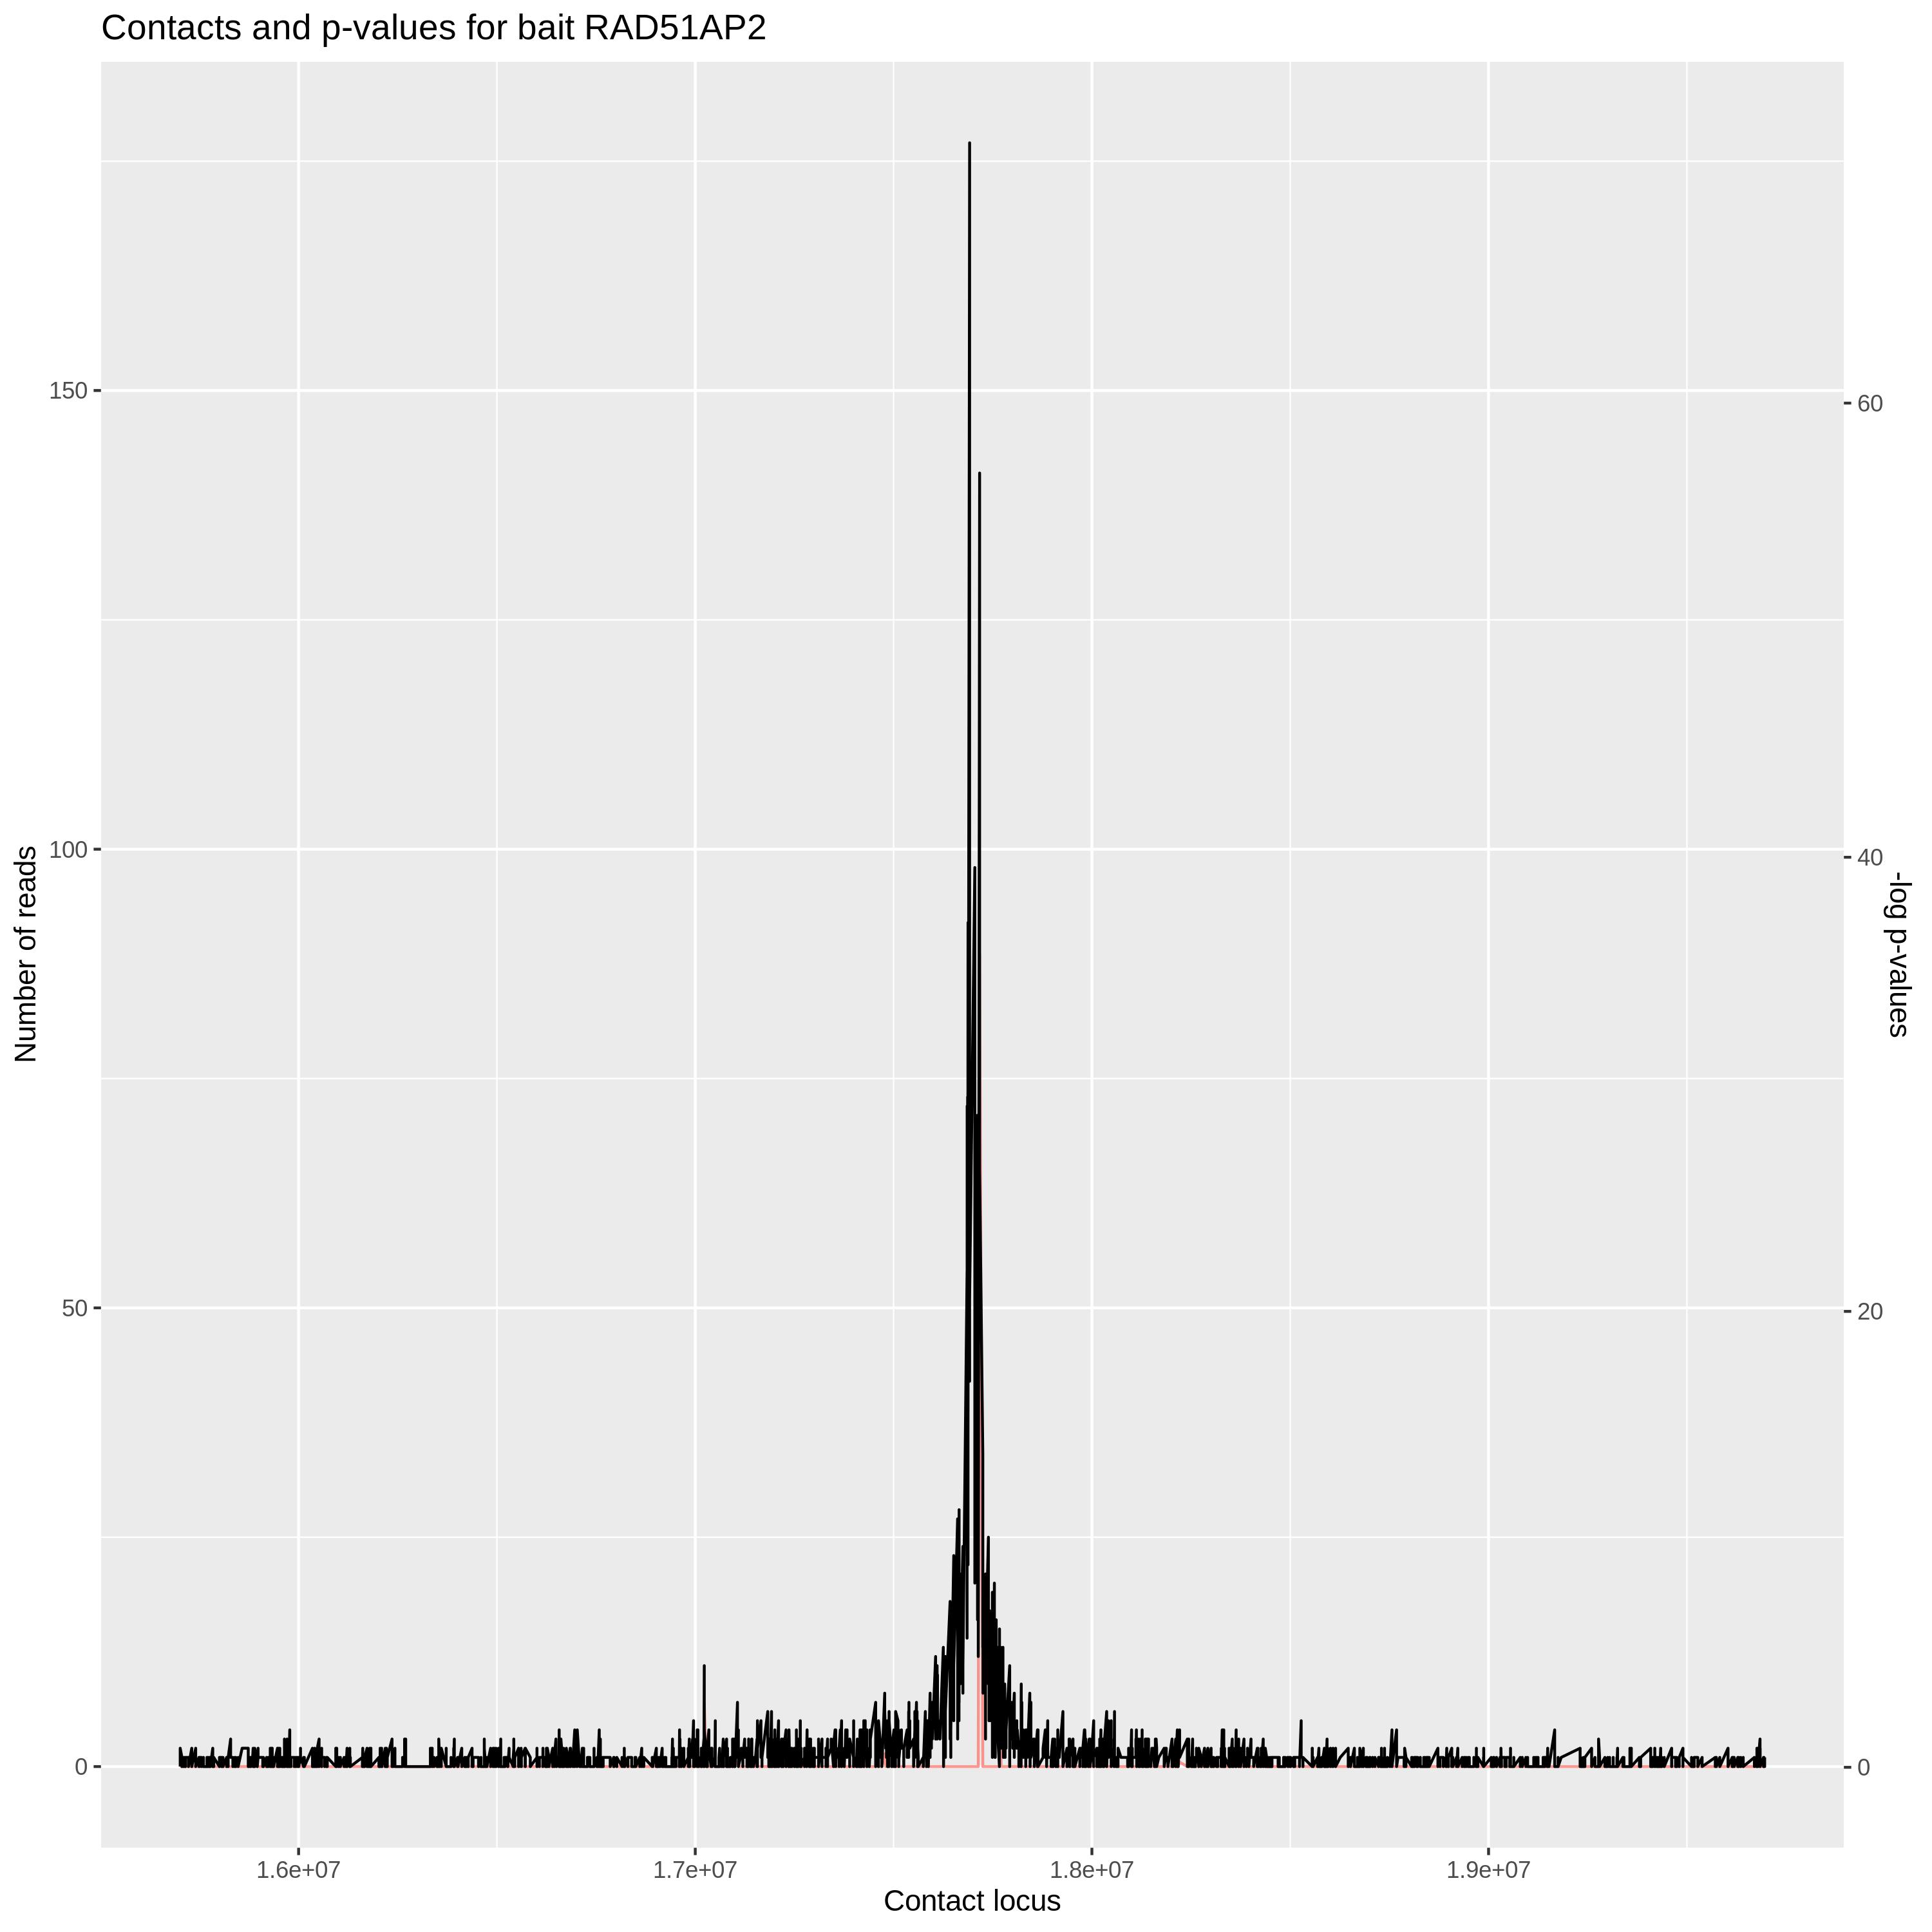 Contacts and p-values for bait RAD51AP2
150
100
50
0
Number of reads
60
40
20
0
-log p-values
1.6e+07 1.7e+07 1.8e+07 1.9e+07
Contact locus